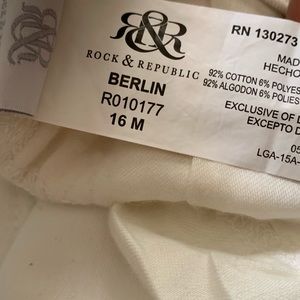 R&R
ROCK & REPUBLIC
BERLIN
R010177
16 M
RN 130273
MAD
HECHO
92% COTTON 6% POLYES
92% ALGODON 6% POLIES
EXCLUSIVE OF D
EXCEPTO D
05
LGA-15A-